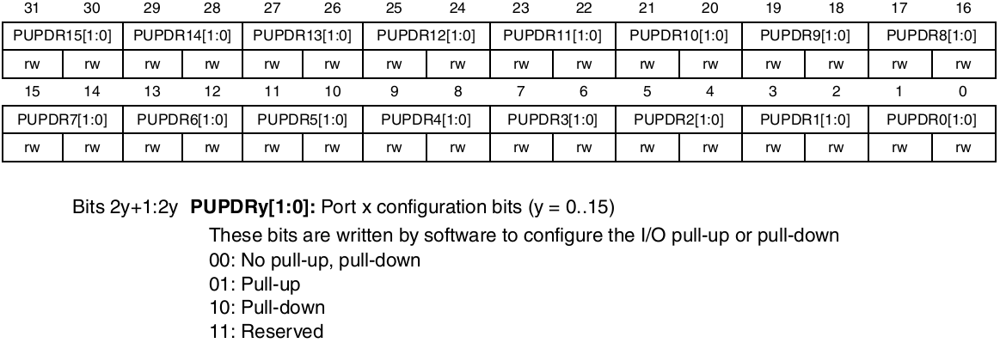 31 30 29 28 27 26 25 24 23 22 21 20 19 18 17 16
PUPDR15[1:0] PUPDR14[1:0] PUPDR13[1:0] PUPDR12[1:0] PUPDR11[1:0] PUPDR10[1:0] PUPDR9[1:0] PUPDR8[1:0]
rw rw rw rw rw rw rw rw rw rw rw rw rw rw rw rw
15 14 13 12 11 10 9 8 7 6 5 4 3 2 1 0
PUPDR7[1:0] PUPDR6[1:0] PUPDR5[1:0] PUPDR4[1:0] PUPDR3[1:0] PUPDR2[1:0] PUPDR1[1:0] PUPDR0[1:0]
rw rw rw rw rw rw rw rw rw rw rw rw rw rw rw rw
Bits 2y+1:2y PUPDRy[1:0]: Port x configuration bits (y = 0..15)
These bits are written by software to configure the I/O pull-up or pull-down
00: No pull-up, pull-down
01: Pull-up
10: Pull-down
11: Reserved